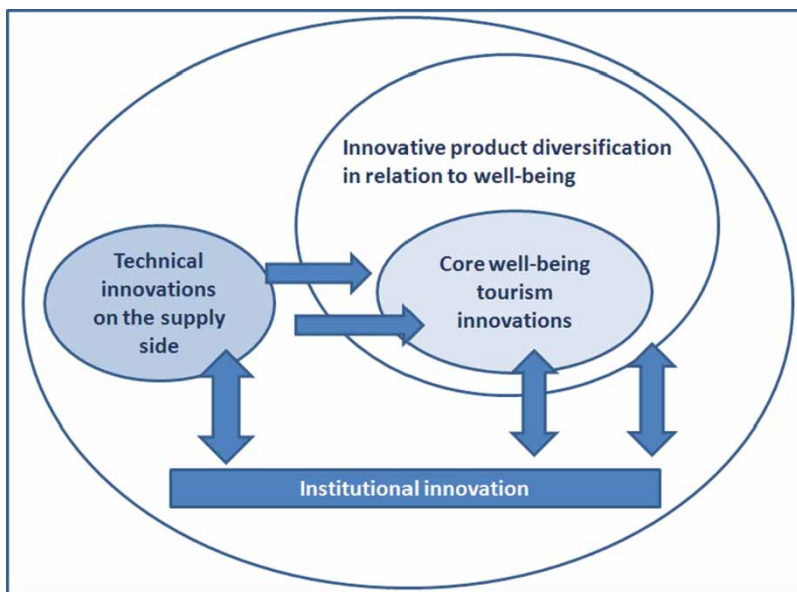 Innovative product diversification
in relation to well-being
Technical
innovations
on the supply
side
Core well-being
tourism
innovations
Institutional innovation